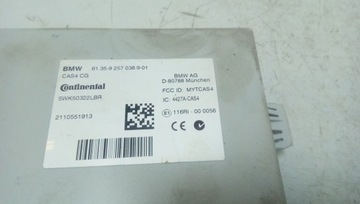 BMW 61.35-9 257 038.9-01
CAS4 CG
Continental
5WK50322LBR
2110551913
BMW AG
D-80788 München
FCC ID: MYTCAS4
IC: 4427A-CAS4
E1 116RI - 00 0056